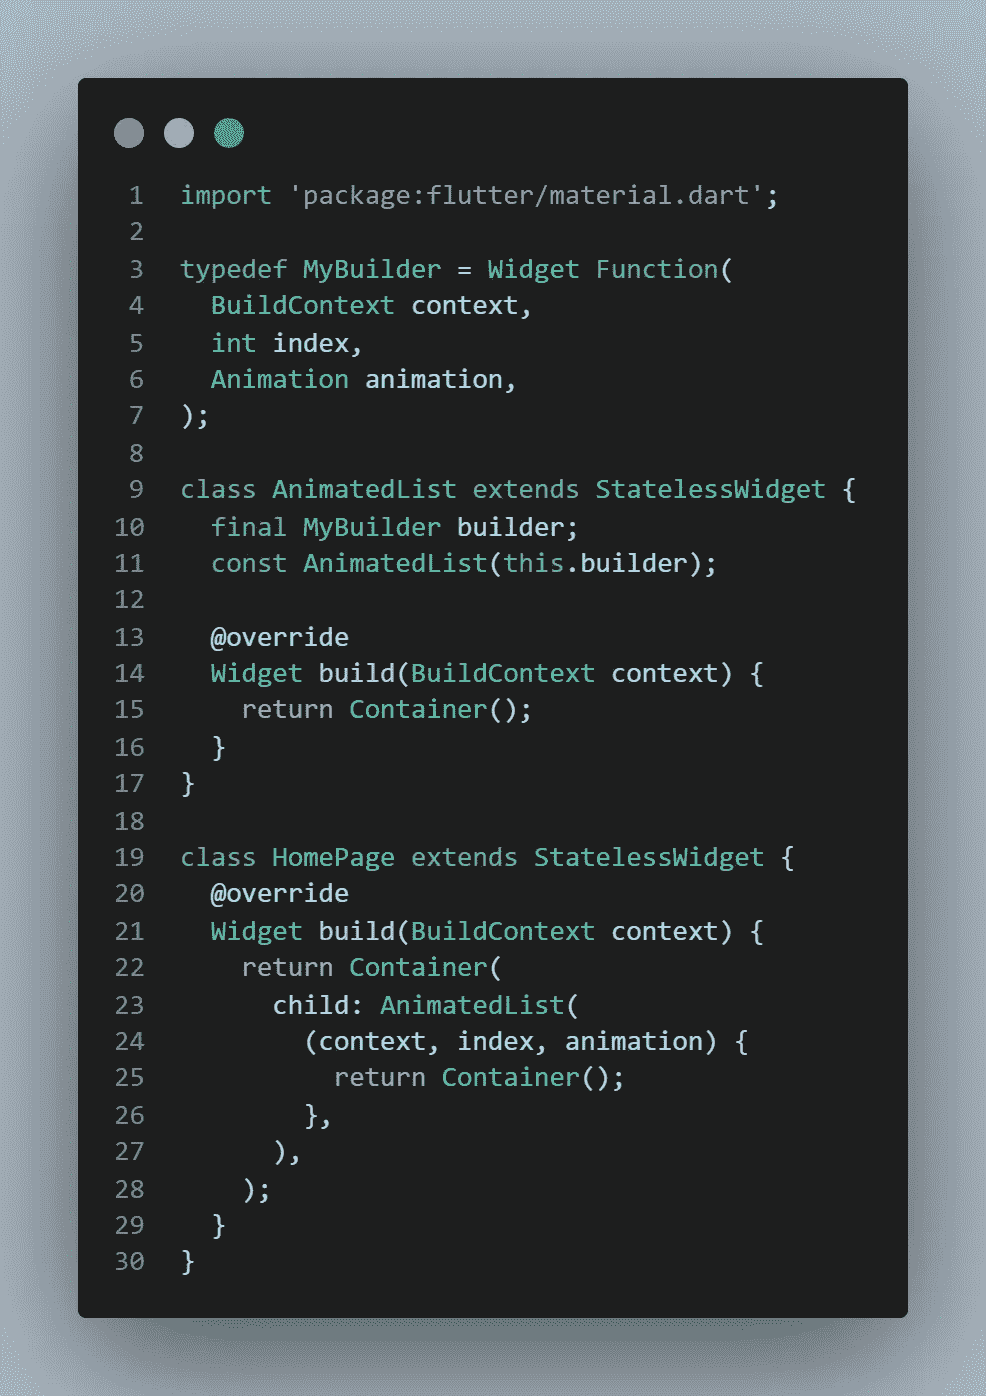 1 import 'package:flutter/material.dart';
2
3 typedef MyBuilder = Widget Function(
4   BuildContext context,
5   int index,
6   Animation animation,
7 );
8
9 class AnimatedList extends StatelessWidget {
10   final MyBuilder builder;
11   const AnimatedList(this.builder);
12
13   @override
14   Widget build(BuildContext context) {
15     return Container();
16   }
17 }
18
19 class HomePage extends StatelessWidget {
20   @override
21   Widget build(BuildContext context) {
22     return Container(
23       child: AnimatedList(
24         (context, index, animation) {
25           return Container();
26         },
27       ),
28     );
29   }
30 }